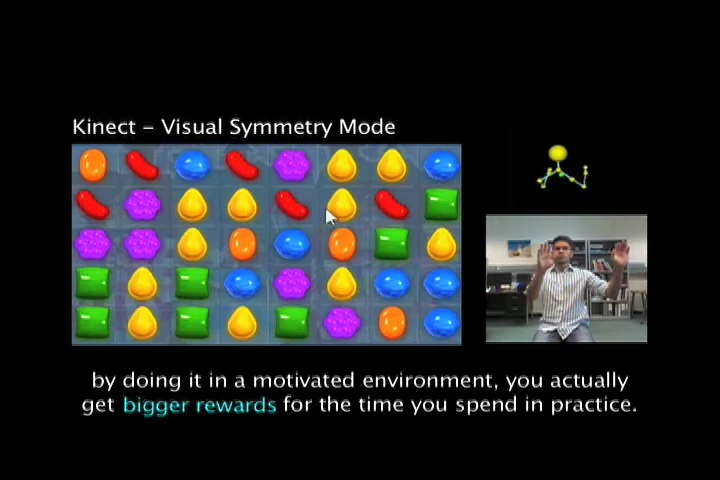 Kinect – Visual Symmetry Mode
by doing it in a motivated environment, you actually
get bigger rewards for the time you spend in practice.